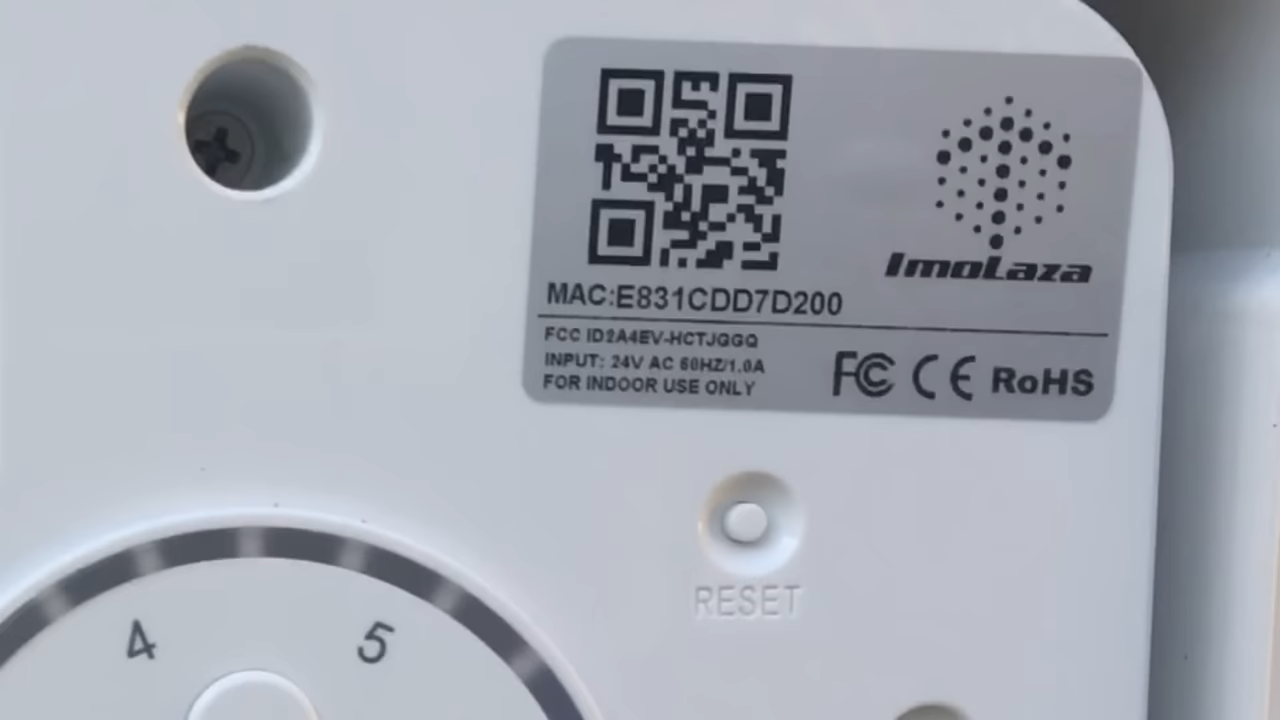 ImoLaza
MAC:E831CDD7D200
FCC ID2A4EV-HCTJGGQ
INPUT: 24V AC 60HZ/1.0A
FOR INDOOR USE ONLY
FC CE RoHS
RESET
4 5